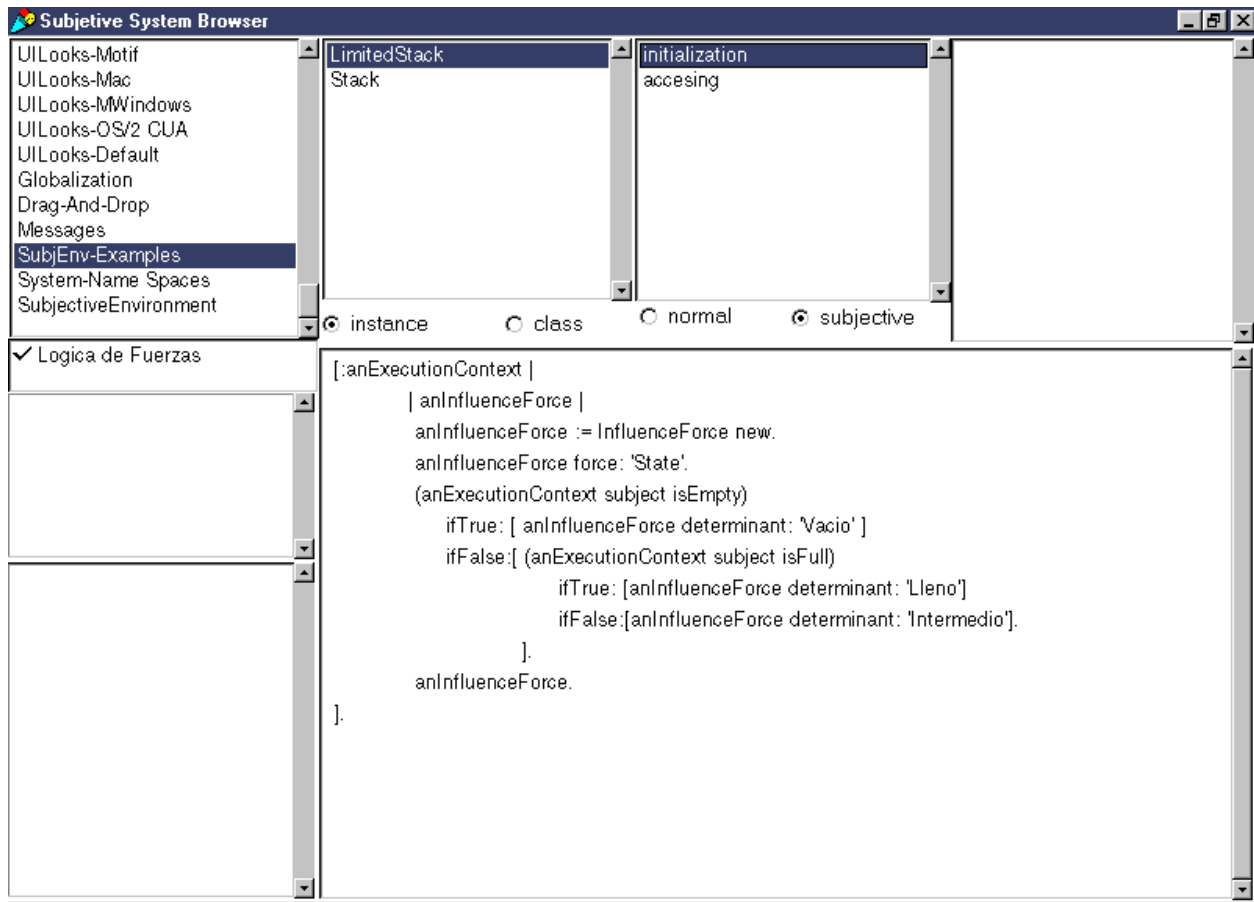 Subjetive System Browser
UILooks-Motif
UILooks-Mac
UILooks-MWindows
UILooks-OS/2 CUA
UILooks-Default
Globalization
Drag-And-Drop
Messages
SubjEnv-Examples
System-Name Spaces
SubjectiveEnvironment
LimitedStack
Stack
instance class
initialization
accesing
normal subjective
Logica de Fuerzas
[:anExecutionContext |
| anInfluenceForce |
anInfluenceForce := InfluenceForce new.
anInfluenceForce force: 'State'.
(anExecutionContext subject isEmpty)
ifTrue: [ anInfluenceForce determinant: 'Vacio' ]
ifFalse:[ (anExecutionContext subject isFull)
ifTrue: [anInfluenceForce determinant: 'Lleno']
ifFalse:[anInfluenceForce determinant: 'Intermedio'].
].
anInfluenceForce.
].